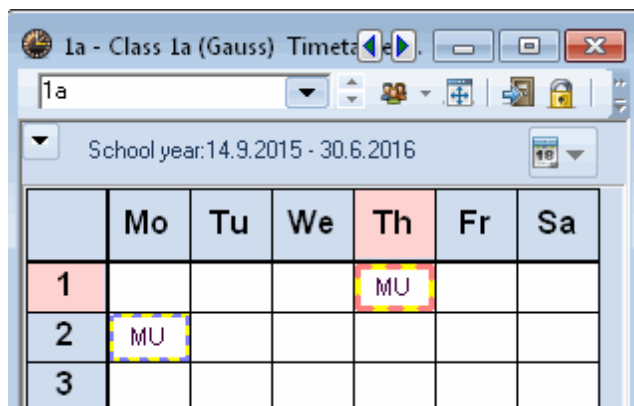 1a - Class 1a (Gauss) Timeta e .
1a
School year:14.9.2015 - 30.6.2016
18
Mo Tu We Th Fr Sa
1 MU
2 MU
3